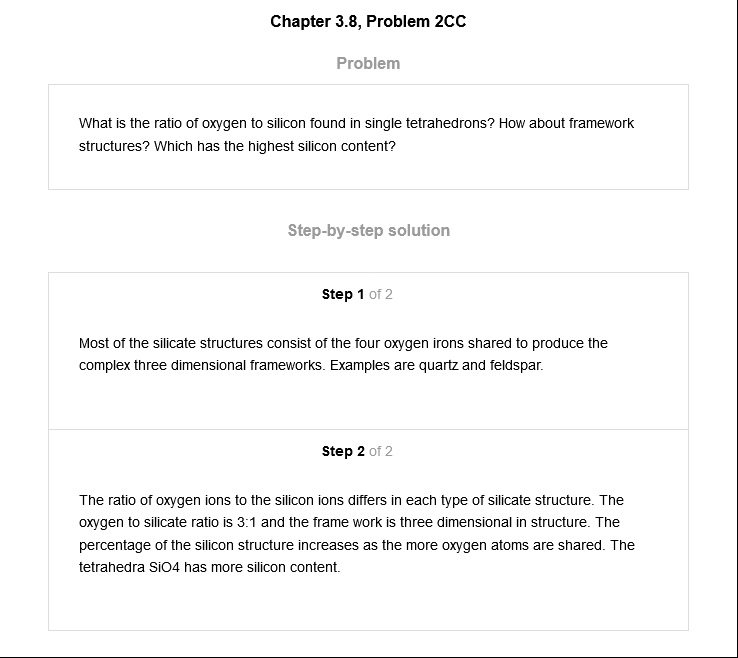 Chapter 3.8, Problem 2CC
Problem
What is the ratio of oxygen to silicon found in single tetrahedrons? How about framework
structures? Which has the highest silicon content?
Step-by-step solution
Step 1 of 2
Most of the silicate structures consist of the four oxygen irons shared to produce the
complex three dimensional frameworks. Examples are quartz and feldspar.
Step 2 of 2
The ratio of oxygen ions to the silicon ions differs in each type of silicate structure. The
oxygen to silicate ratio is 3:1 and the frame work is three dimensional in structure. The
percentage of the silicon structure increases as the more oxygen atoms are shared. The
tetrahedra SiO4 has more silicon content.